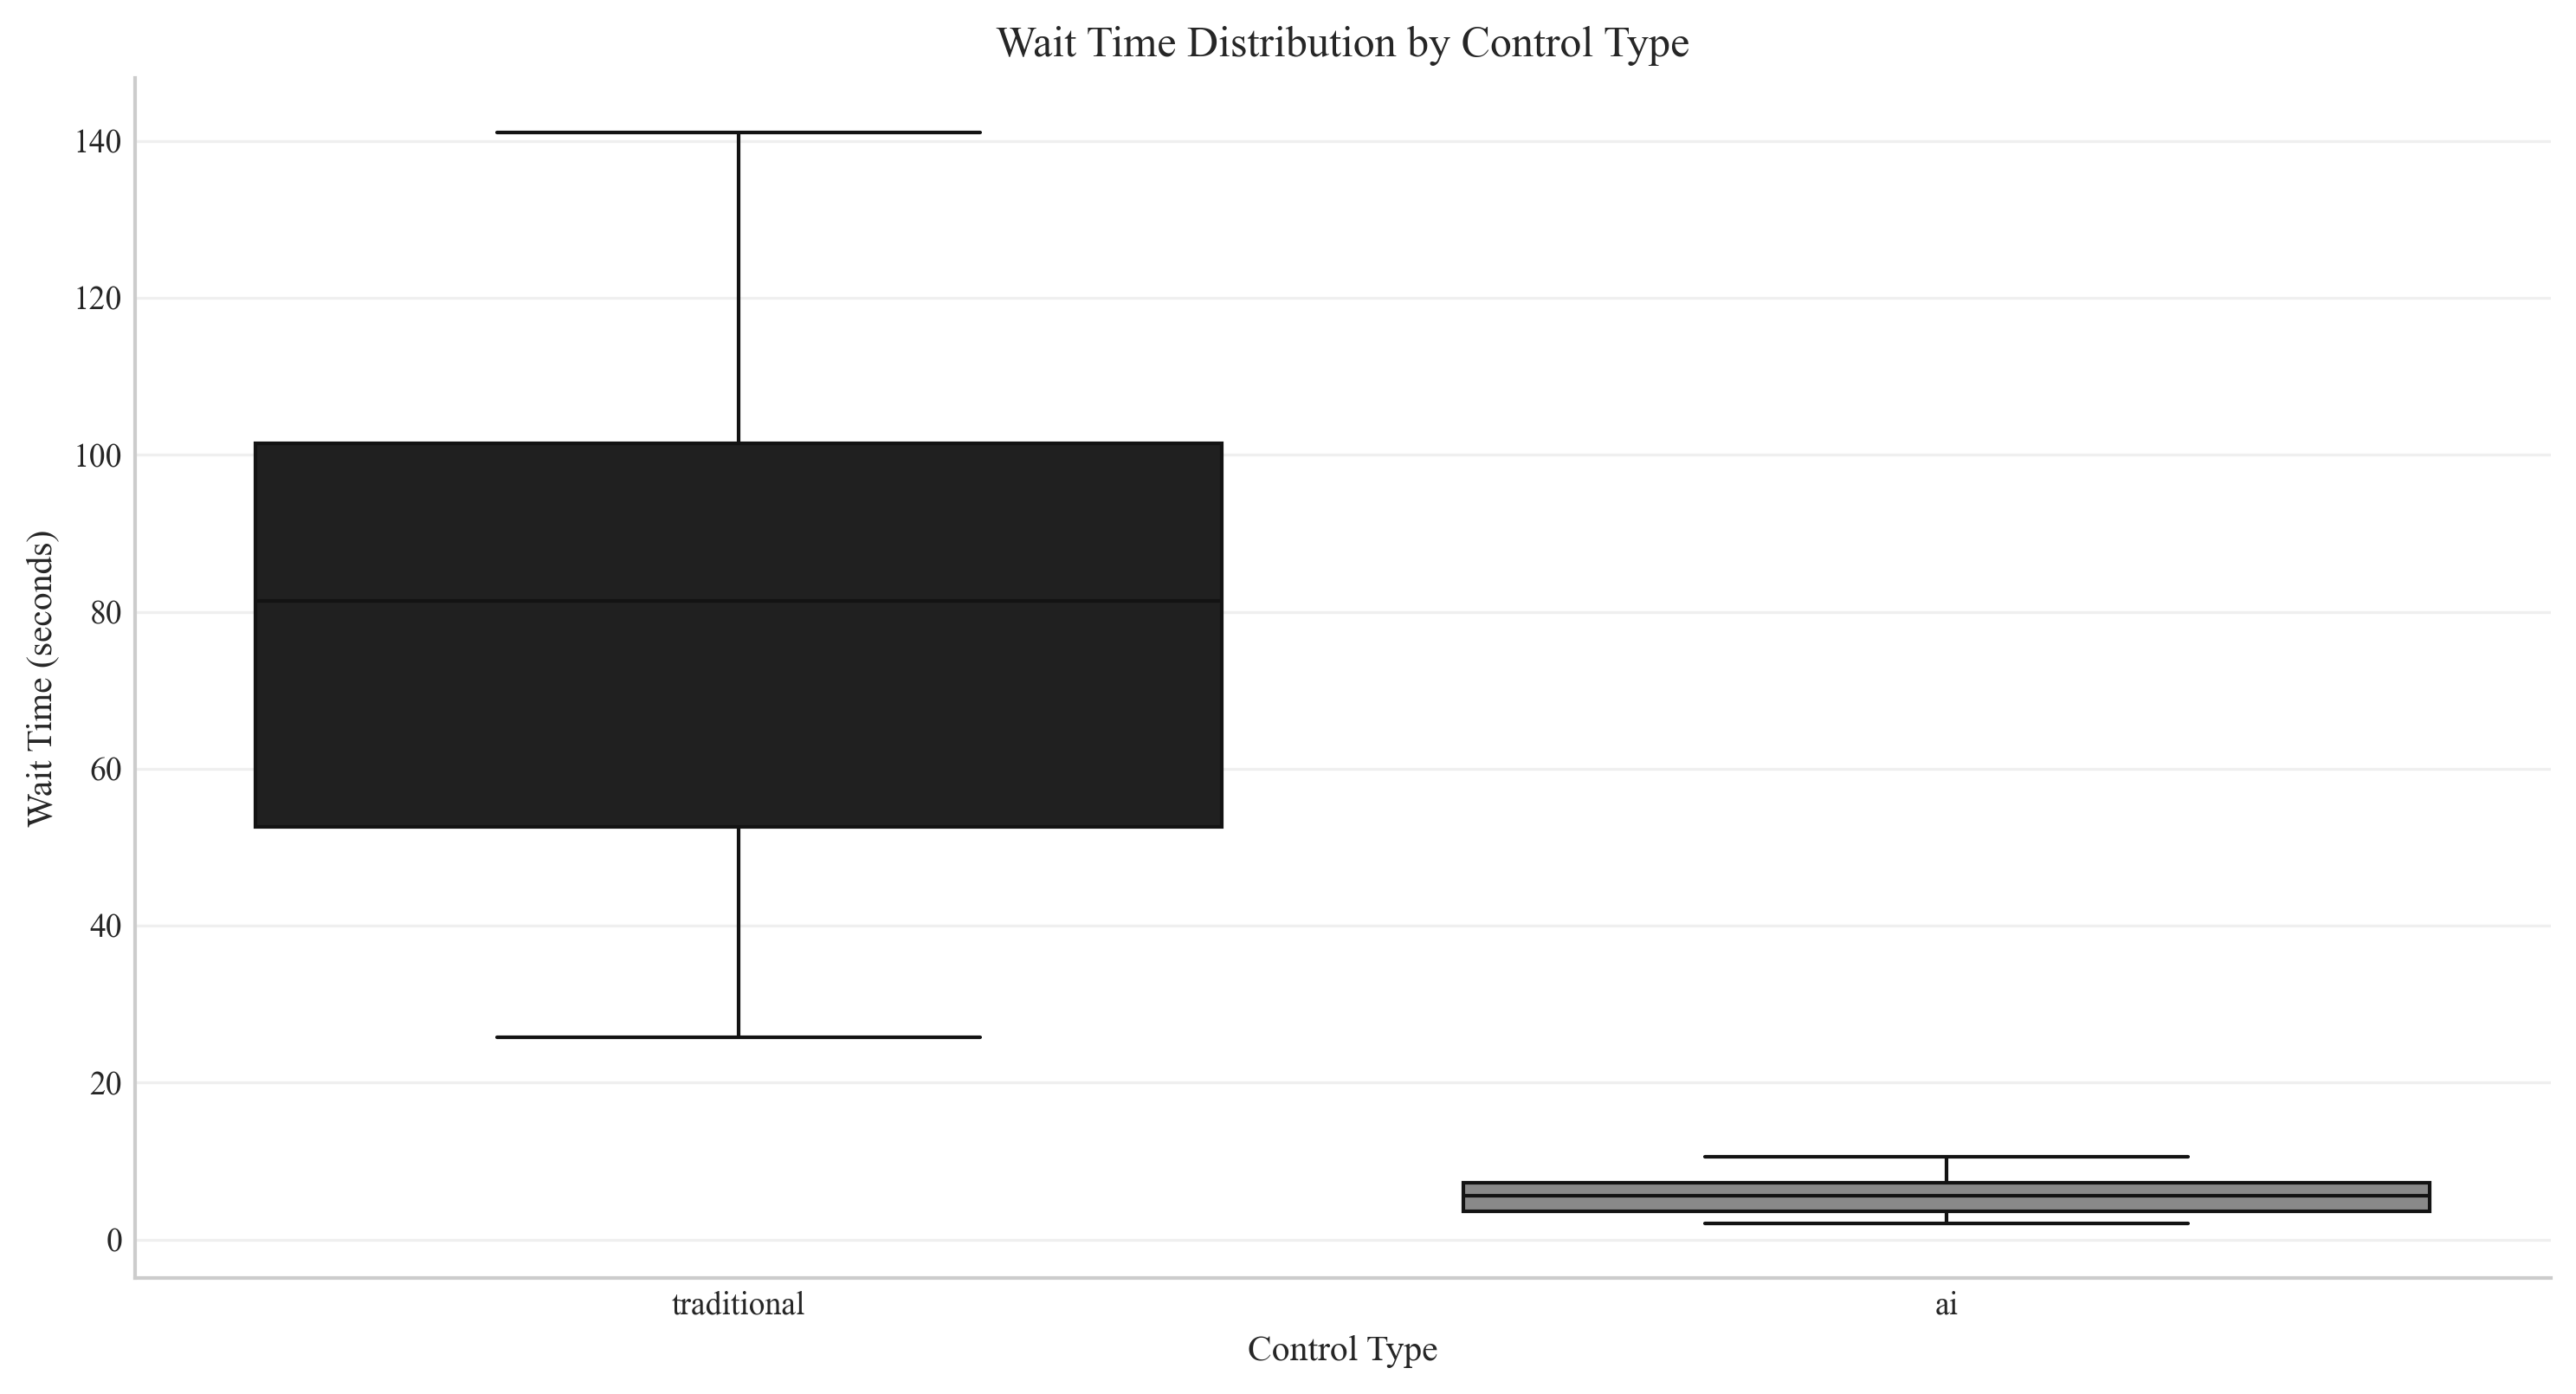 Wait Time Distribution by Control Type
Wait Time (seconds)
140
120
100
80
60
40
20
0
traditional
ai
Control Type